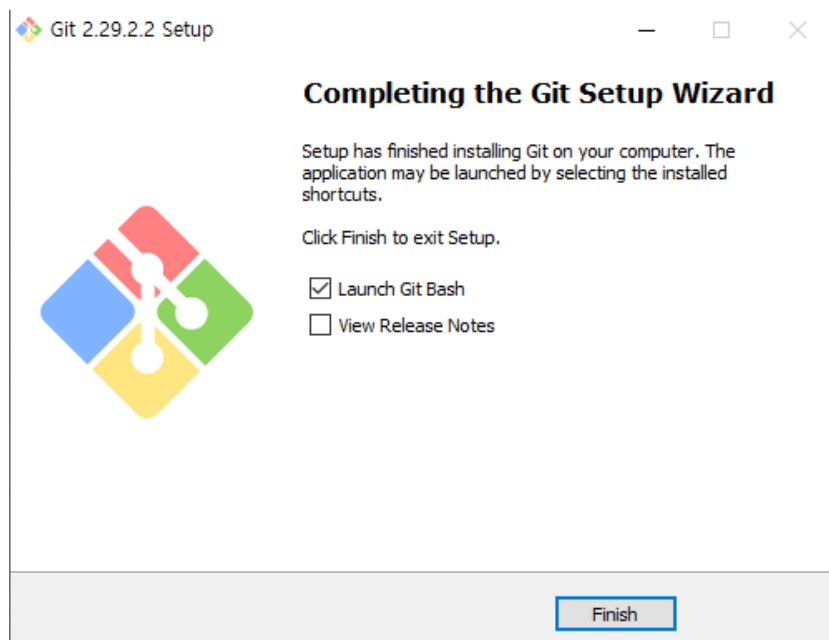 Git 2.29.2.2 Setup
Completing the Git Setup Wizard
Setup has finished installing Git on your computer. The
application may be launched by selecting the installed
shortcuts.
Click Finish to exit Setup.
Launch Git Bash
View Release Notes
Finish